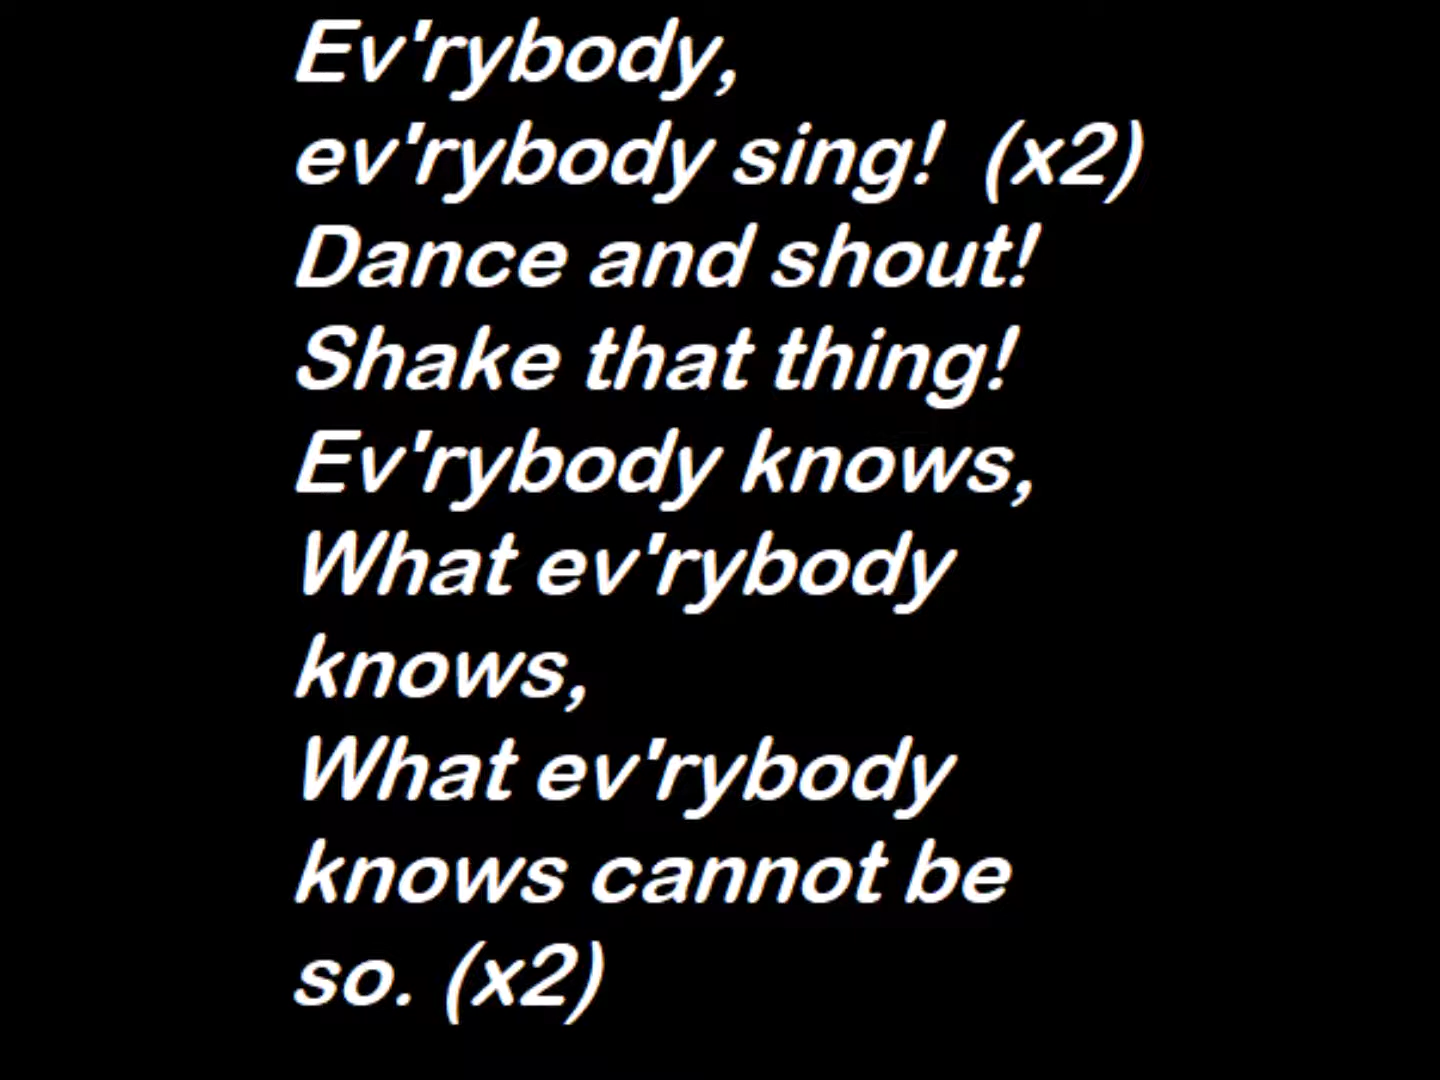 Ev'rybody,
ev'rybody sing! (x2)
Dance and shout!
Shake that thing!
Ev'rybody knows,
What ev'rybody
knows,
What ev'rybody
knows cannot be
so. (x2)